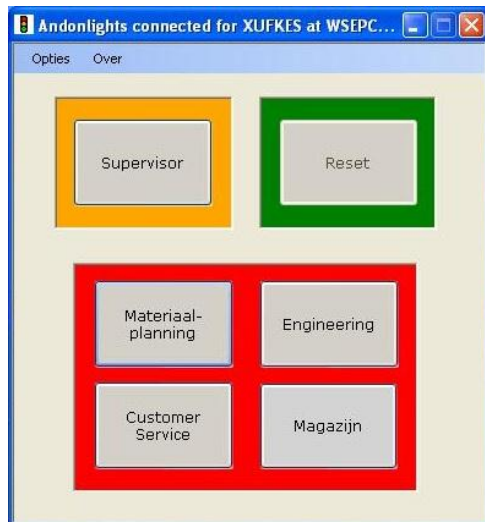 Andonlights connected for XUFKES at WSEPC...
Opties Over
Supervisor
Reset
Materiaal-
planning
Engineering
Customer
Service
Magazijn